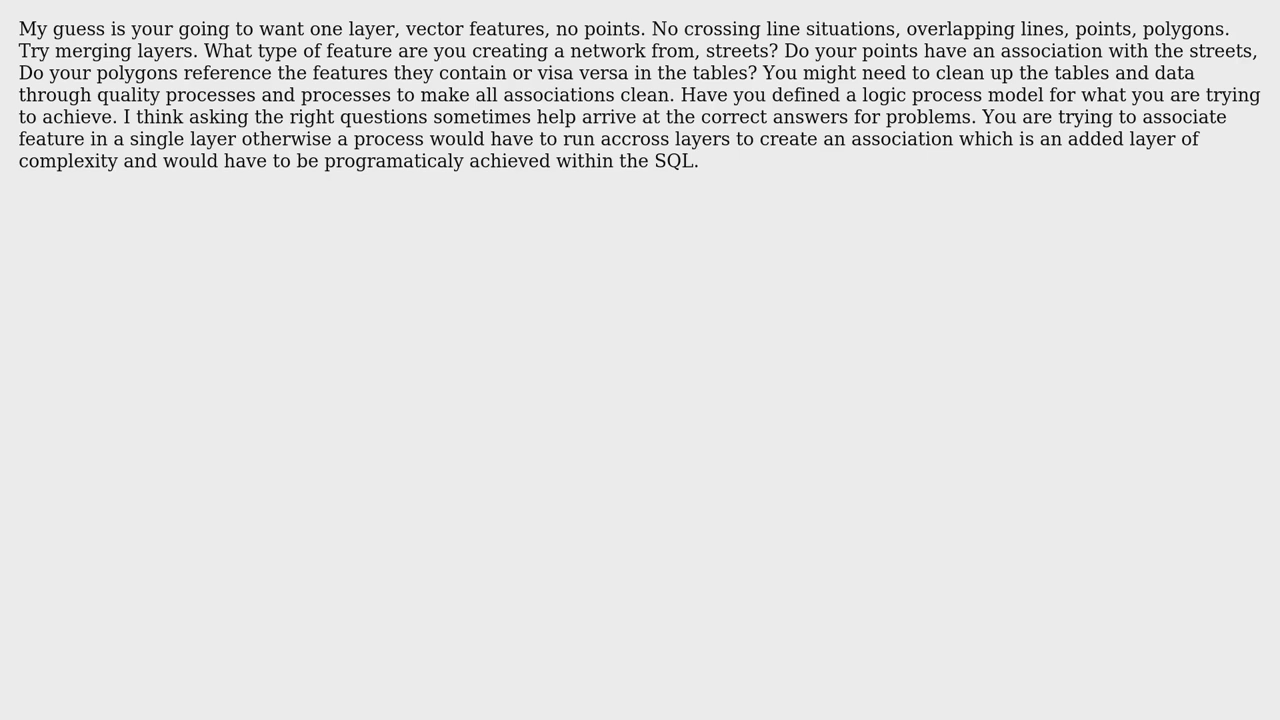 My guess is your going to want one layer, vector features, no points. No crossing line situations, overlapping lines, points, polygons.
Try merging layers. What type of feature are you creating a network from, streets? Do your points have an association with the streets,
Do your polygons reference the features they contain or visa versa in the tables? You might need to clean up the tables and data
through quality processes and processes to make all associations clean. Have you defined a logic process model for what you are trying
to achieve. I think asking the right questions sometimes help arrive at the correct answers for problems. You are trying to associate
feature in a single layer otherwise a process would have to run accross layers to create an association which is an added layer of
complexity and would have to be programaticaly achieved within the SQL.